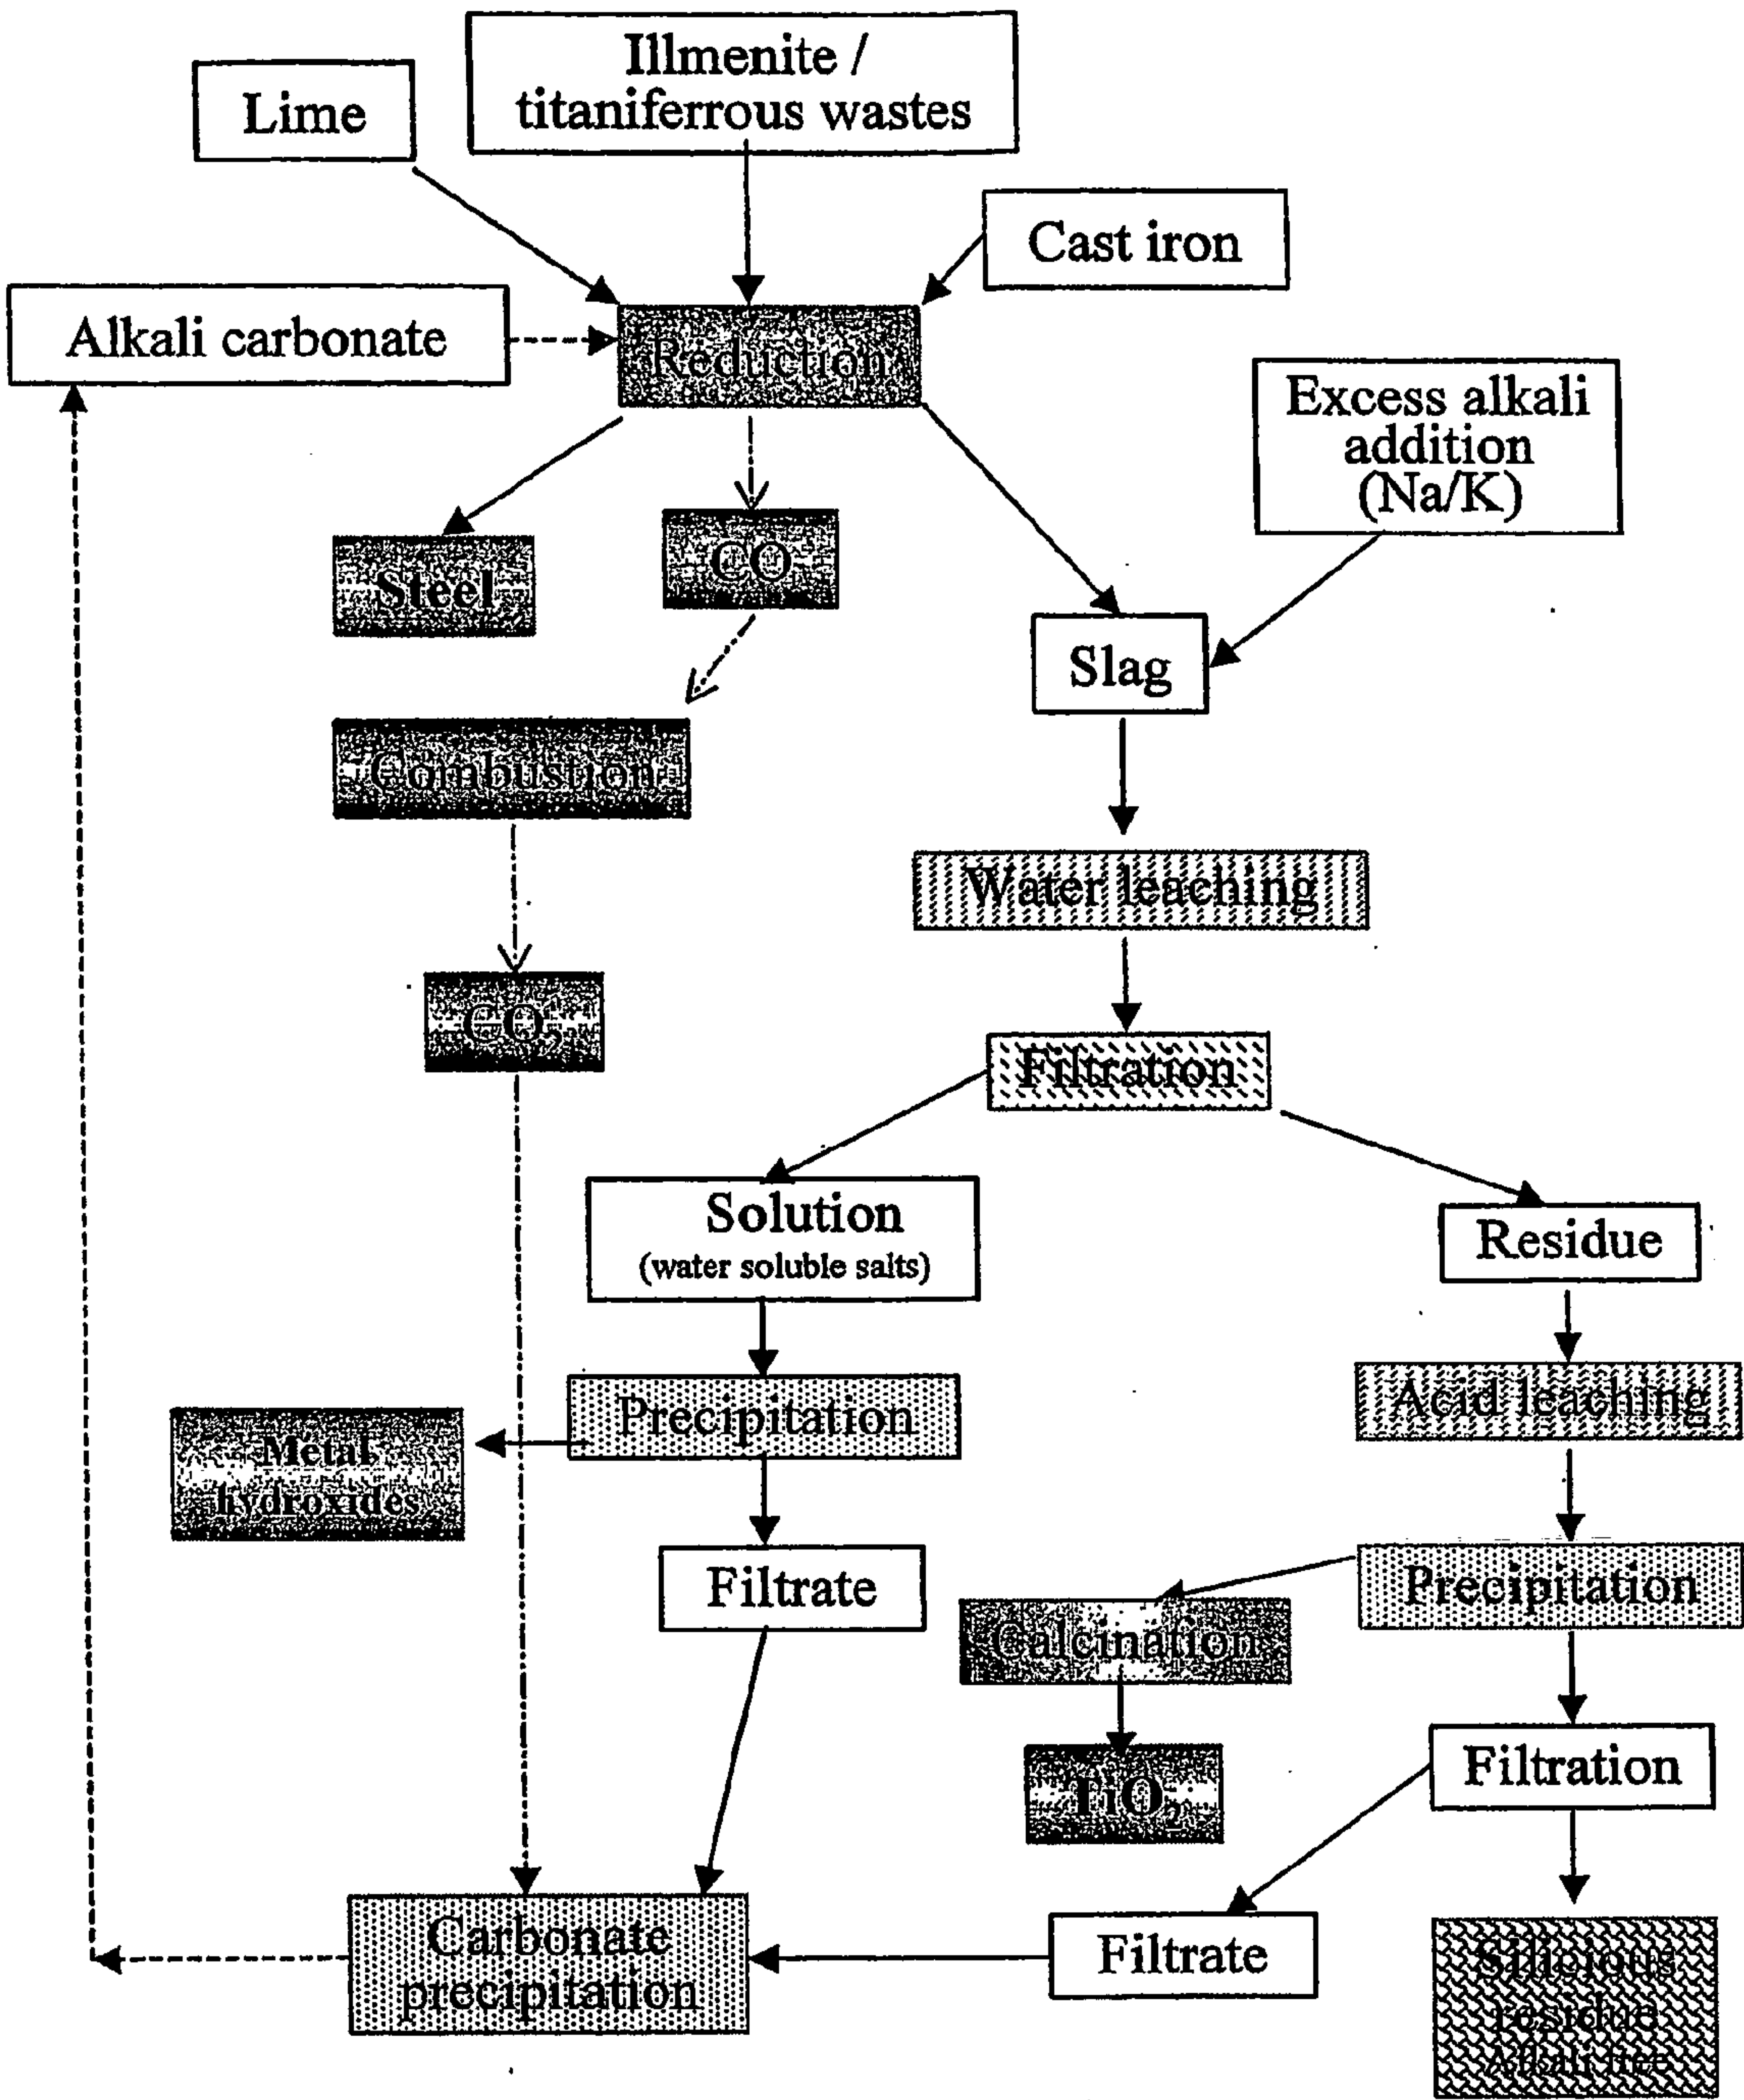 Illmenite /
titaniferrous wastes
Lime
Cast iron
Alkali carbonate
Reduction
Excess alkali
addition
(Na/K)
Steel
CO
Slag
Combustion
Water leaching
CO₂
Filtration
Solution
(water soluble salts)
Residue
Precipitation
Acid leaching
Metal
hydroxides
Filtrate
Precipitation
Calcination
Filtration
TiO₂
Carbonate
precipitation
Filtrate
Silicious
residue
Alkali free